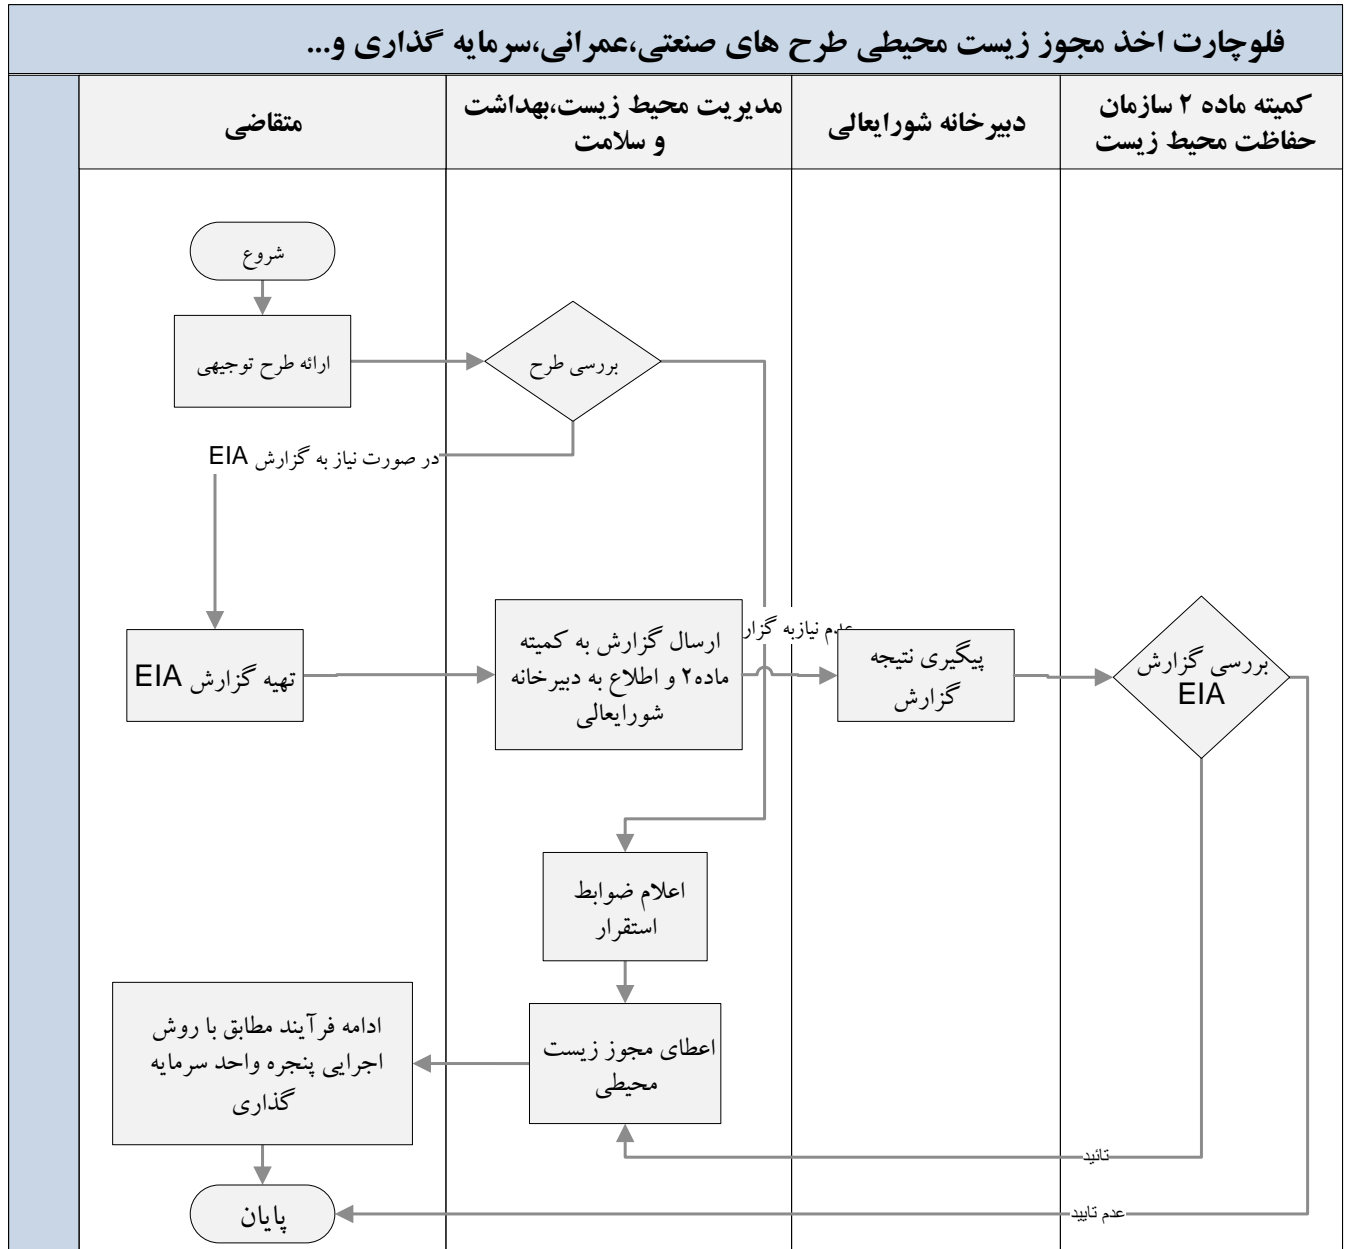 فلوچارت اخذ مجوز زیست محیطی طرح های صنعتی،عمرانی،سرمایه گذاری و...
کمیته ماده ۲ سازمان
حفاظت محیط زیست
دبیرخانه شورایعالی
مدیریت محیط زیست،بهداشت
و سلامت
متقاضی
شروع
ارائه طرح توجیهی
بررسی طرح
در صورت نیاز به گزارش EIA
عدم نیازبه گزار
تهیه گزارش EIA
ارسال گزارش به کمیته
ماده۲ و اطلاع به دبیرخانه
شورایعالی
پیگیری نتیجه
گزارش
بررسی گزارش
EIA
اعلام ضوابط
استقرار
اعطای مجوز زیست
محیطی
ادامه فرآیند مطابق با روش
اجرایی پنجره واحد سرمایه
گذاری
تائید
عدم تایید
پایان